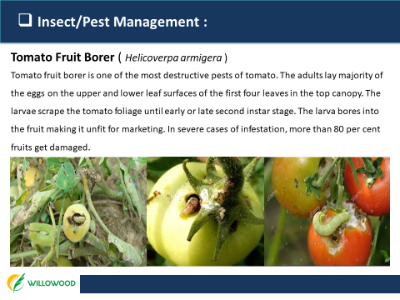 ❑ Insect/Pest Management :
Tomato Fruit Borer ( Helicoverpa armigera )
Tomato fruit borer is one of the most destructive pests of tomato. The adults lay majority of
the eggs on the upper and lower leaf surfaces of the first four leaves in the top canopy. The
larvae scrape the tomato foliage until early or late second instar stage. The larva bores into
the fruit making it unfit for marketing. In severe cases of infestation, more than 80 per cent
fruits get damaged.
WILLOWOOD